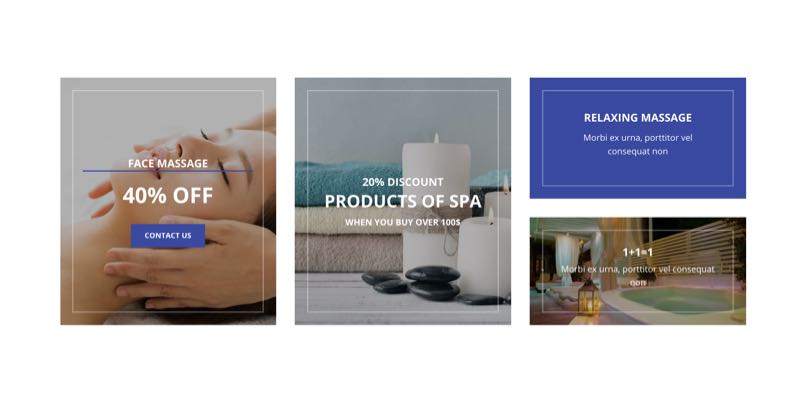 FACE MASSAGE
40% OFF
CONTACT US
20% DISCOUNT
PRODUCTS OF SPA
WHEN YOU BUY OVER 100$
RELAXING MASSAGE
Morbi ex urna, porttitor vel
consequat non
1+1=1
Morbi ex urna, porttitor vel consequat
non